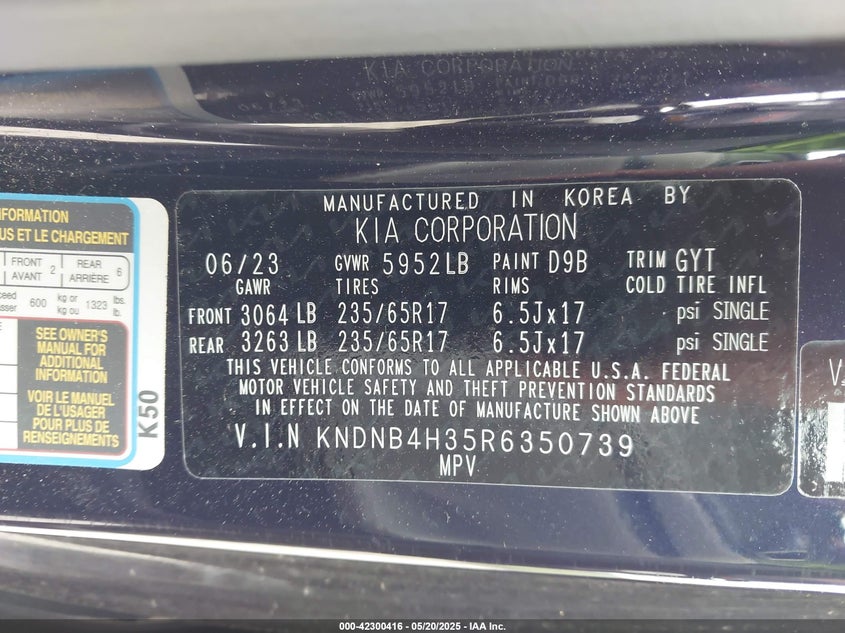 KIA CORPORATION
5952LB
06/23
INFORMATION
US ET LE CHARGEMENT
FRONT AVANT 2 REAR ARRIÈRE 6
600 kg or kg ou 1323 lbs. lb.
SEE OWNER'S
MANUAL FOR
ADDITIONAL
INFORMATION
VOIR LE MANUEL
DE L'USAGER
POUR PLUS DE
RENSEIGNEMENTS
K50
MANUFACTURED IN KOREA BY
KIA CORPORATION
06/23 GVWR 5952LB PAINT D9B TRIM GYT
GAWR TIRES RIMS COLD TIRE INFL
FRONT 3064 LB 235/65R17 6.5Jx17 psi SINGLE
REAR 3263 LB 235/65R17 6.5Jx17 psi SINGLE
THIS VEHICLE CONFORMS TO ALL APPLICABLE U.S.A. FEDERAL
MOTOR VEHICLE SAFETY AND THEFT PREVENTION STANDARDS
IN EFFECT ON THE DATE OF MANUFACTURE SHOWN ABOVE
V.I.N KNDNB4H35R6350739
MPV
V.
000-42300416 - 05/20/2025 - IAA Inc.